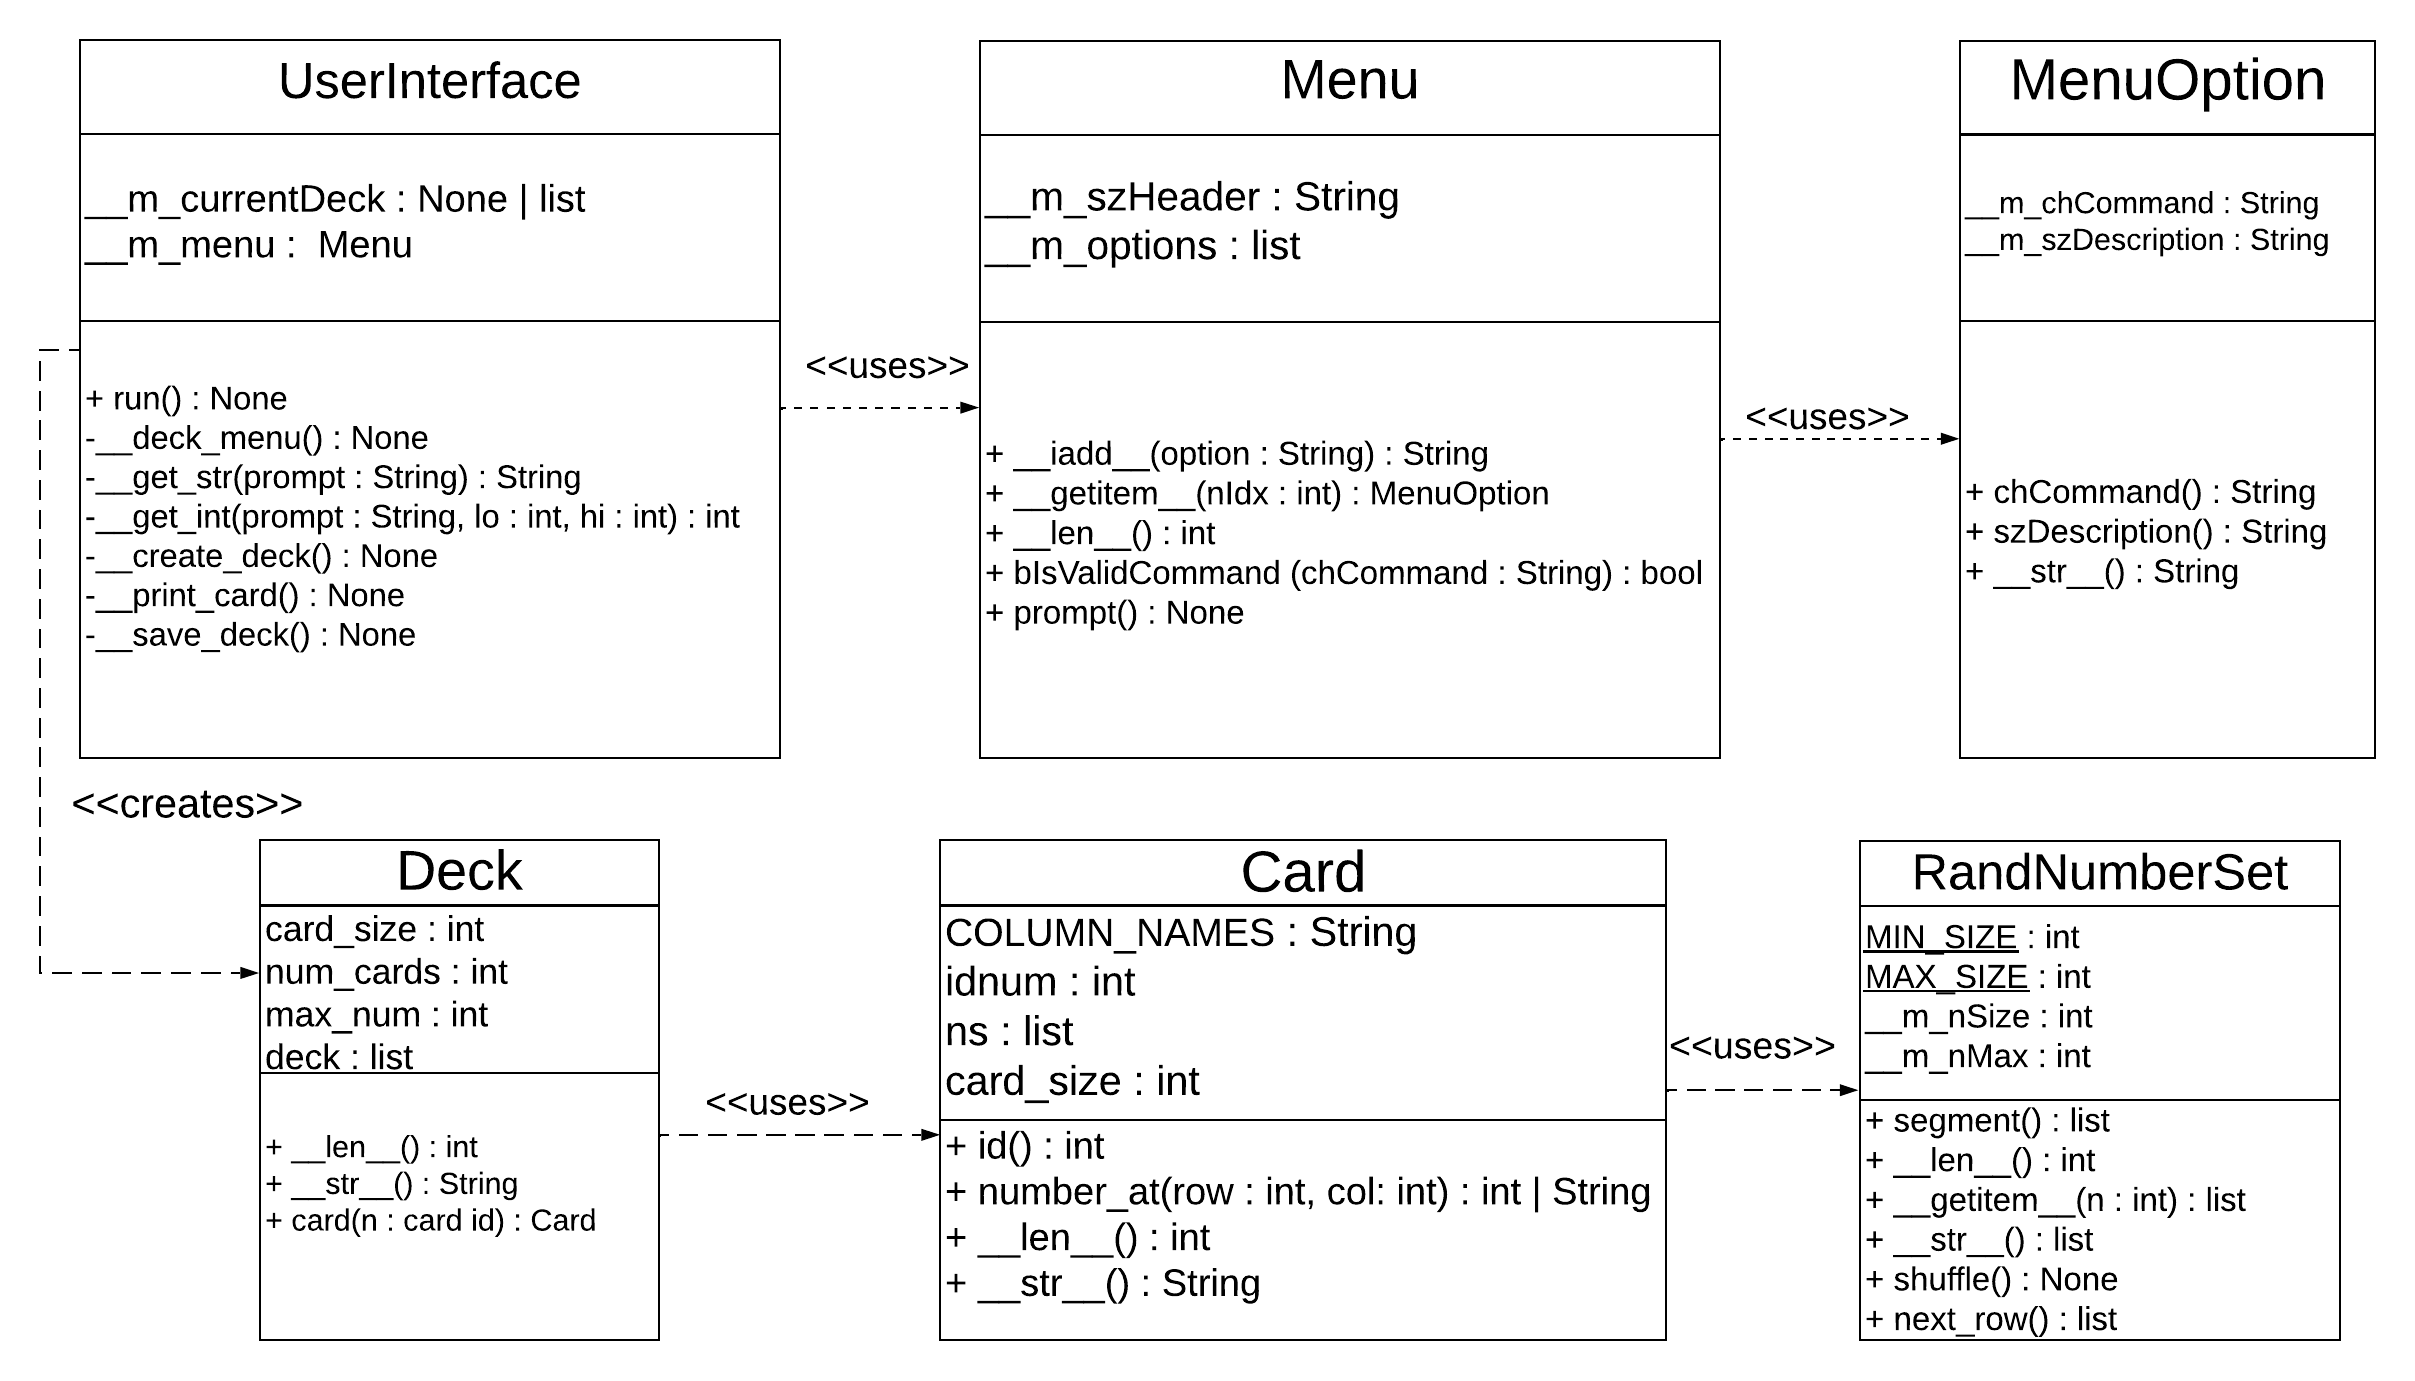 UserInterface
__m_currentDeck : None | list
__m_menu :  Menu
+ run() : None
-__deck_menu() : None
-__get_str(prompt : String) : String
-__get_int(prompt : String, lo : int, hi : int) : int
-__create_deck() : None
-__print_card() : None
-__save_deck() : None
<<uses>>
Menu
__m_szHeader : String
__m_options : list
+ __iadd__(option : String) : String
+ __getitem__(nIdx : int) : MenuOption
+ __len__() : int
+ bIsValidCommand (chCommand : String) : bool
+ prompt() : None
<<uses>>
MenuOption
__m_chCommand : String
__m_szDescription : String
+ chCommand() : String
+ szDescription() : String
+ __str__() : String
<<creates>>
Deck
card_size : int
num_cards : int
max_num : int
deck : list
+ __len__() : int
+ __str__() : String
+ card(n : card id) : Card
<<uses>>
Card
COLUMN_NAMES : String
idnum : int
ns : list
card_size : int
+ id() : int
+ number_at(row : int, col: int) : int | String
+ __len__() : int
+ __str__() : String
<<uses>>
RandNumberSet
MIN_SIZE : int
MAX_SIZE : int
__m_nSize : int
__m_nMax : int
+ segment() : list
+ __len__() : int
+ __getitem__(n : int) : list
+ __str__() : list
+ shuffle() : None
+ next_row() : list